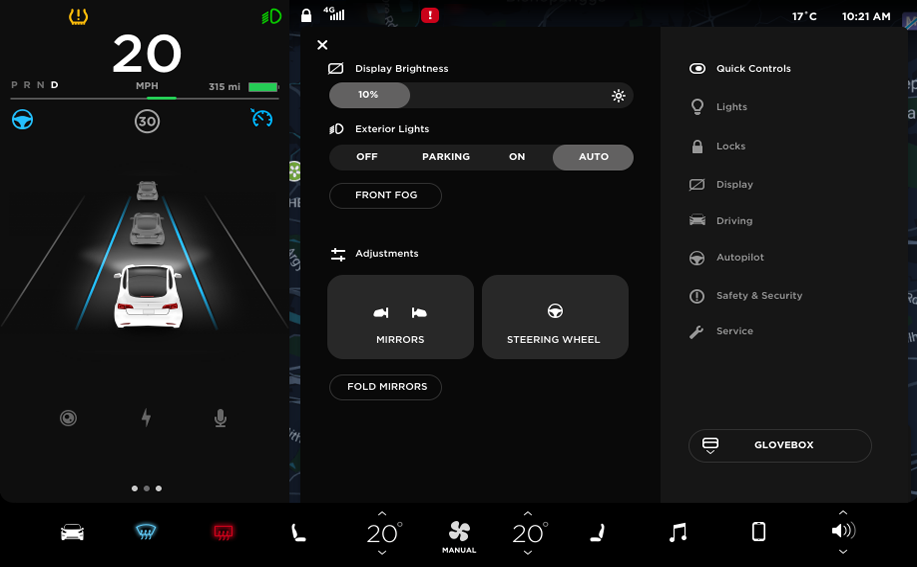 4G
!
17°C
10:21 AM
20
P R N D
MPH
315 mi
30
Display Brightness
10%
Exterior Lights
OFF
PARKING
ON
AUTO
FRONT FOG
Adjustments
MIRRORS
STEERING WHEEL
FOLD MIRRORS
Quick Controls
Lights
Locks
Display
Driving
Autopilot
Safety & Security
Service
GLOVEBOX
20°
MANUAL
20°